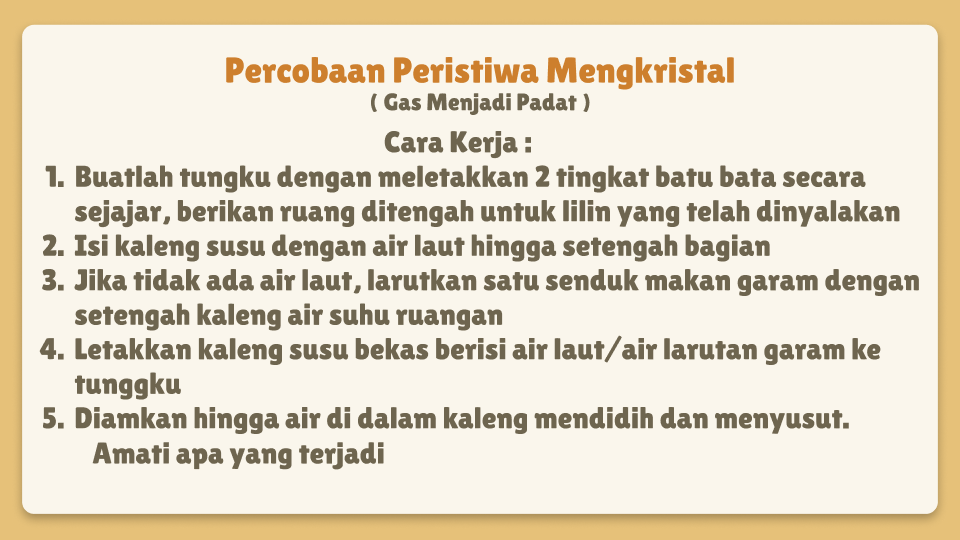 Percobaan Peristiwa Mengkristal
( Gas Menjadi Padat )
Cara Kerja :
1. Buatlah tungku dengan meletakkan 2 tingkat batu bata secara
sejajar, berikan ruang ditengah untuk lilin yang telah dinyalakan
2. Isi kaleng susu dengan air laut hingga setengah bagian
3. Jika tidak ada air laut, larutkan satu senduk makan garam dengan
setengah kaleng air suhu ruangan
4. Letakkan kaleng susu bekas berisi air laut/air larutan garam ke
tunggku
5. Diamkan hingga air di dalam kaleng mendidih dan menyusut.
Amati apa yang terjadi